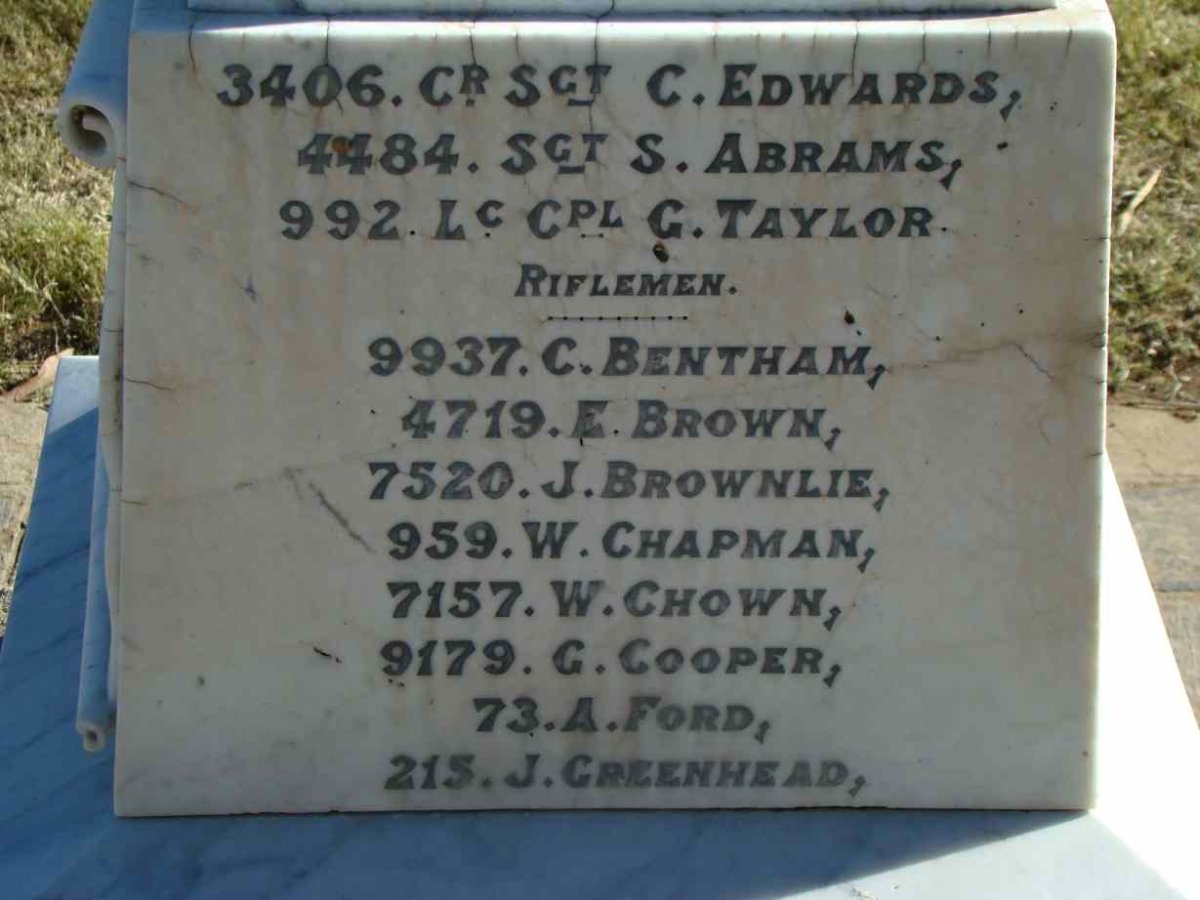 3406. CR SGT C. EDWARDS,
4484. SGT S. ABRAMS,
992. LC CPL G. TAYLOR.
RIFLEMEN.
9937. C. BENTHAM,
4719. E. BROWN,
7520. J. BROWNLIE,
959. W. CHAPMAN,
7157. W. CHOWN,
9179. G. COOPER,
73. A. FORD,
215. J. GREENHEAD,